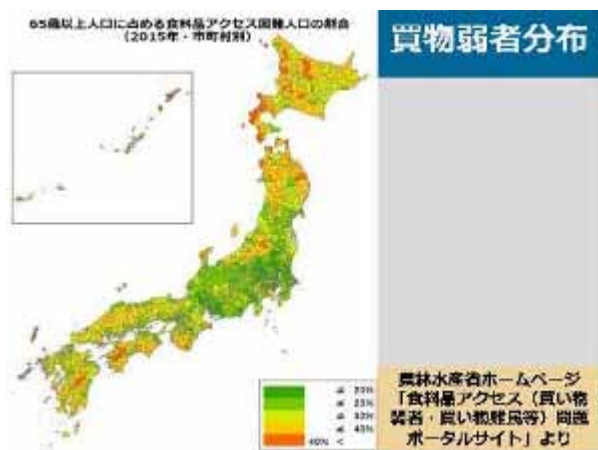 65歳以上人口に占める食料品アクセス困難人口の割合
(2015年・市町村別)
買物弱者分布
40% <
農林水産省ホームページ
「食料品アクセス(買い物
弱者・買い物難民等)問題
ポータルサイト」より